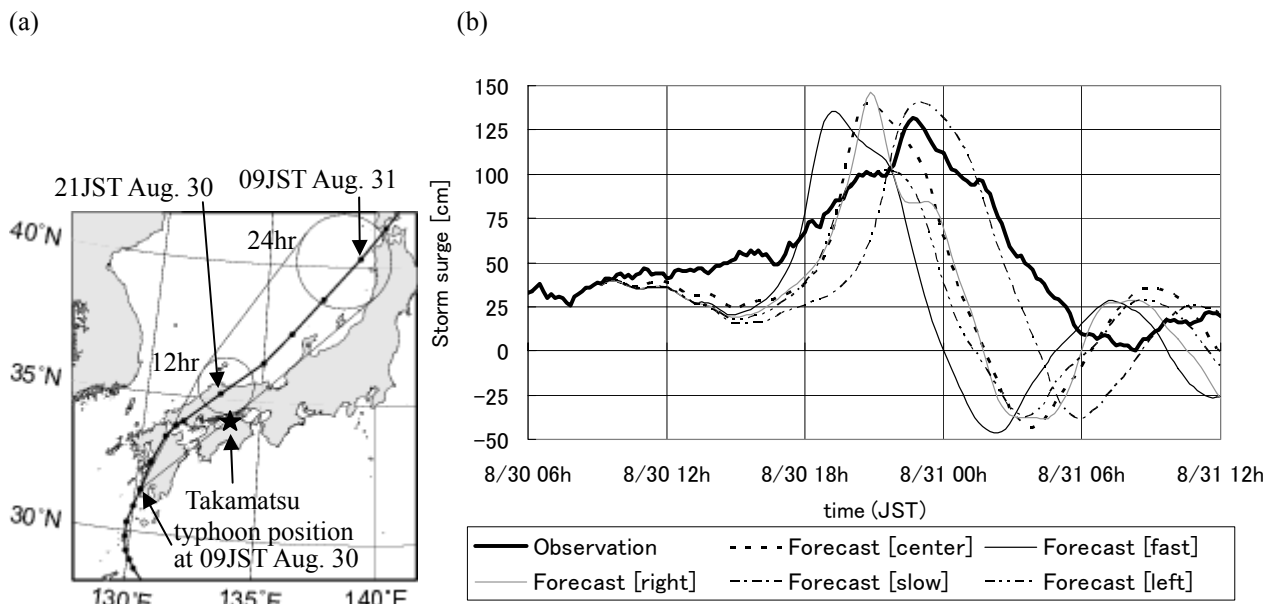 (a)
(b)
21JST Aug. 30
09JST Aug. 31
24hr
12hr
40°N
35°N
30°N
Takamatsu
typhoon position
at 09JST Aug. 30
130°E
135°E
140°E
Storm surge [cm]
150
125
100
75
50
25
0
-25
-50
8/30 06h
8/30 12h
8/30 18h
8/31 00h
8/31 06h
8/31 12h
time (JST)
Observation
Forecast [center]
Forecast [fast]
Forecast [right]
Forecast [slow]
Forecast [left]